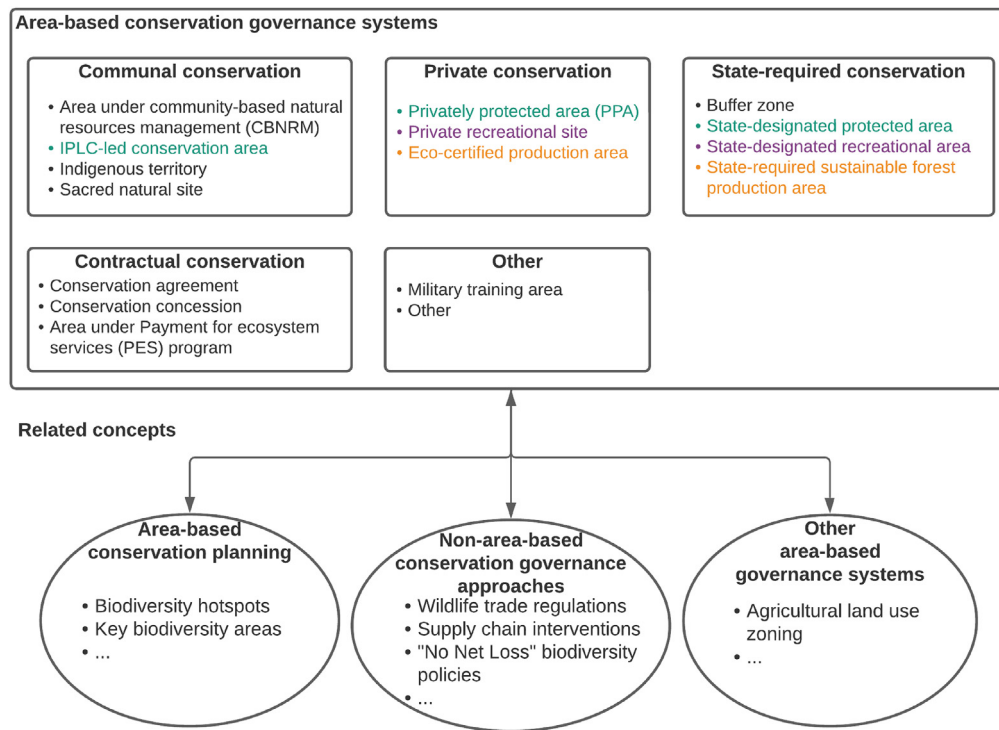 Area-based conservation governance systems
Communal conservation
• Area under community-based natural
resources management (CBNRM)
• IPLC-led conservation area
• Indigenous territory
• Sacred natural site
Private conservation
• Privately protected area (PPA)
• Private recreational site
• Eco-certified production area
State-required conservation
• Buffer zone
• State-designated protected area
• State-designated recreational area
• State-required sustainable forest
production area
Contractual conservation
• Conservation agreement
• Conservation concession
• Area under Payment for ecosystem
services (PES) program
Other
• Military training area
• Other
Related concepts
Area-based
conservation planning
• Biodiversity hotspots
• Key biodiversity areas
• ...
Non-area-based
conservation governance
approaches
• Wildlife trade regulations
• Supply chain interventions
• "No Net Loss" biodiversity
policies
• ...
Other
area-based
governance systems
• Agricultural land use
zoning
• ...